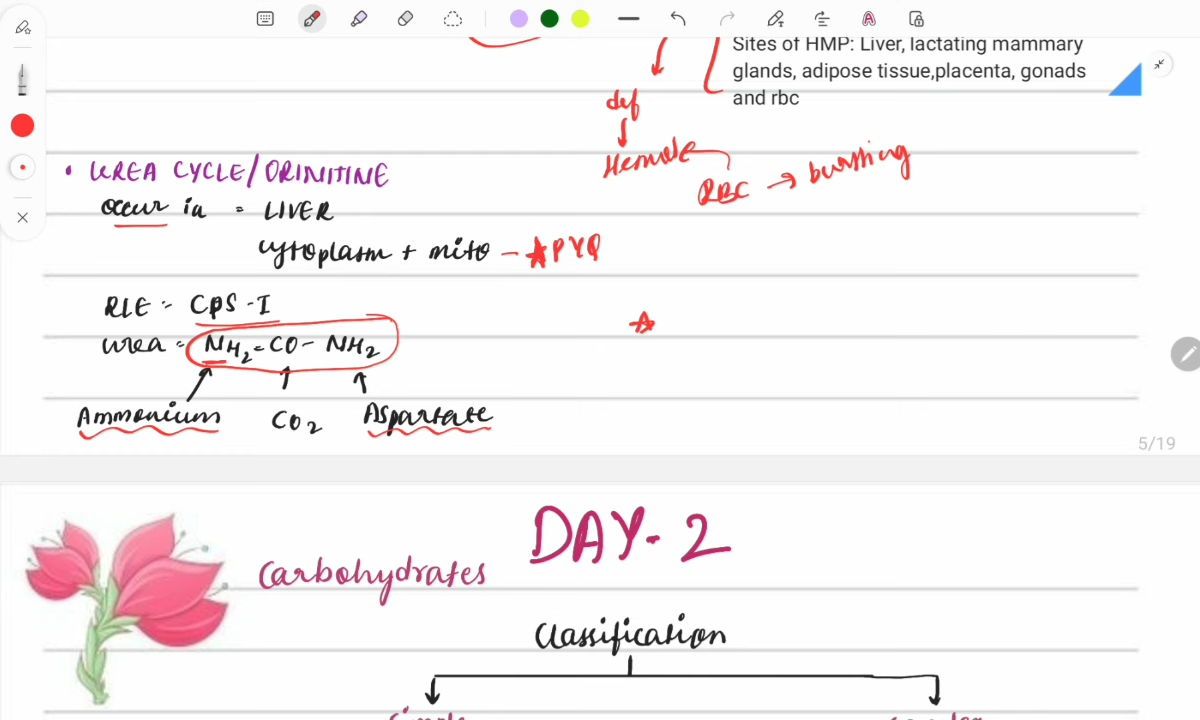 Sites of HMP: Liver, lactating mammary
glands, adipose tissue,placenta, gonads
and rbc
def
Hemole
RBC → bursting
• UREA CYCLE/ORINITINE
occur in = LIVER
cytoplasm + mito - ★PYQ
RLE = CPS-I
urea = NH2-CO-NH2
Ammonium CO2 Aspartate
5/19
DAY-2
Carbohydrates
Classification